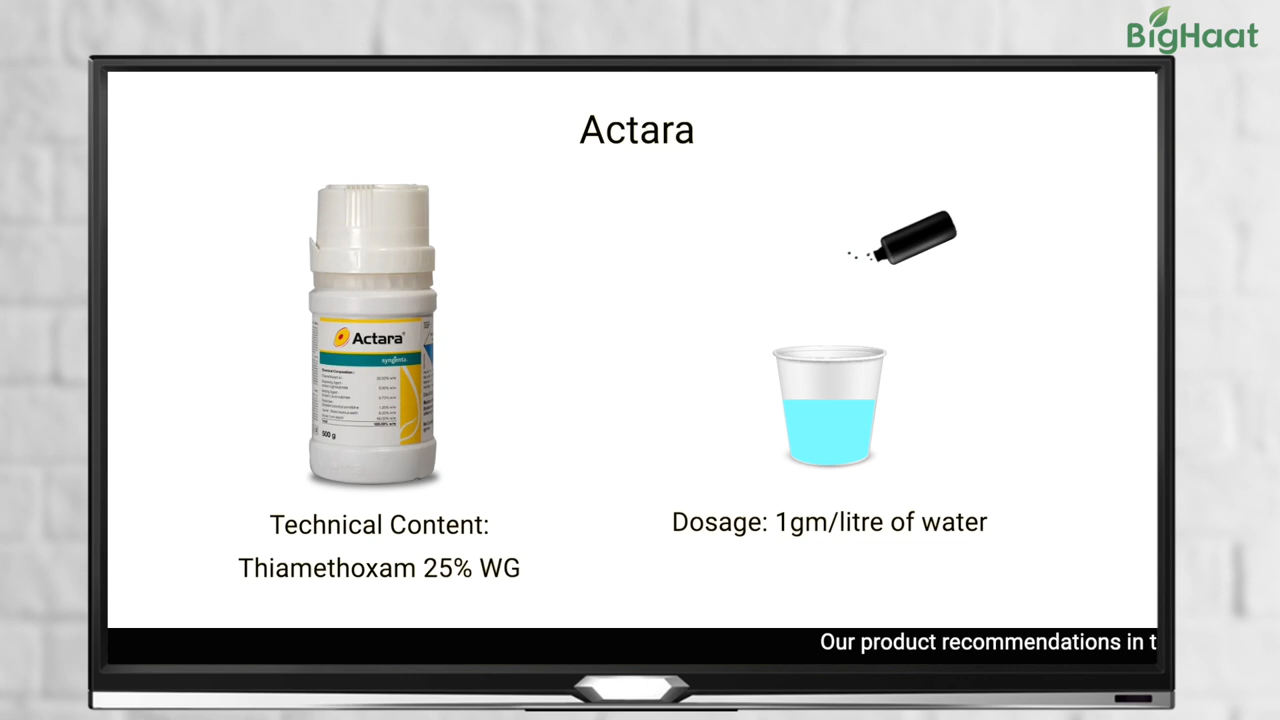 BigHaat
Actara
Actara
syngenta
500 g
Technical Content:
Thiamethoxam 25% WG
Dosage: 1gm/litre of water
Our product recommendations in t